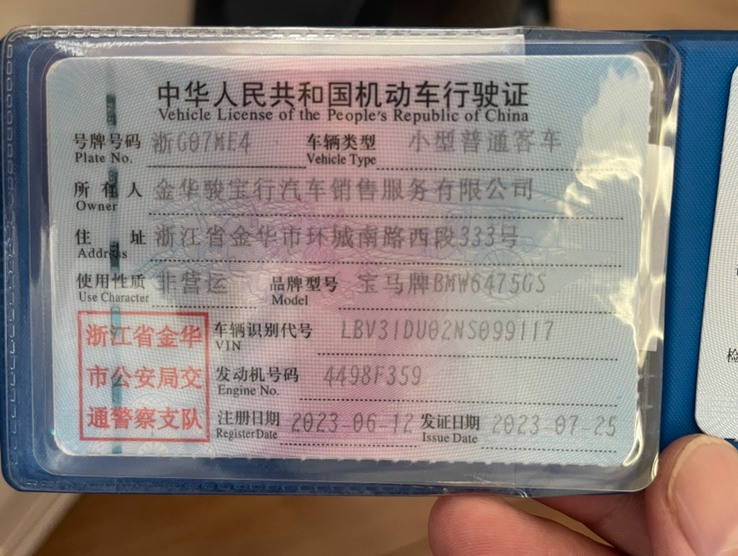 中华人民共和国机动车行驶证
Vehicle License of the People's Republic of China
号牌号码 浙G07ME4 车辆类型 小型普通客车
Plate No. Vehicle Type
所有人 金华骏宝行汽车销售服务有限公司
Owner
住址 浙江省金华市环城南路西段333号
Address
使用性质 非营运 品牌型号 宝马牌BMW6475GS
Use Character Model
浙江省金华
市公安局交
通警察支队
车辆识别代号 LBV31DU02NS099117
VIN
发动机号码 4498F359
Engine No.
注册日期 2023-06-12 发证日期 2023-07-25
Register Date Issue Date
检